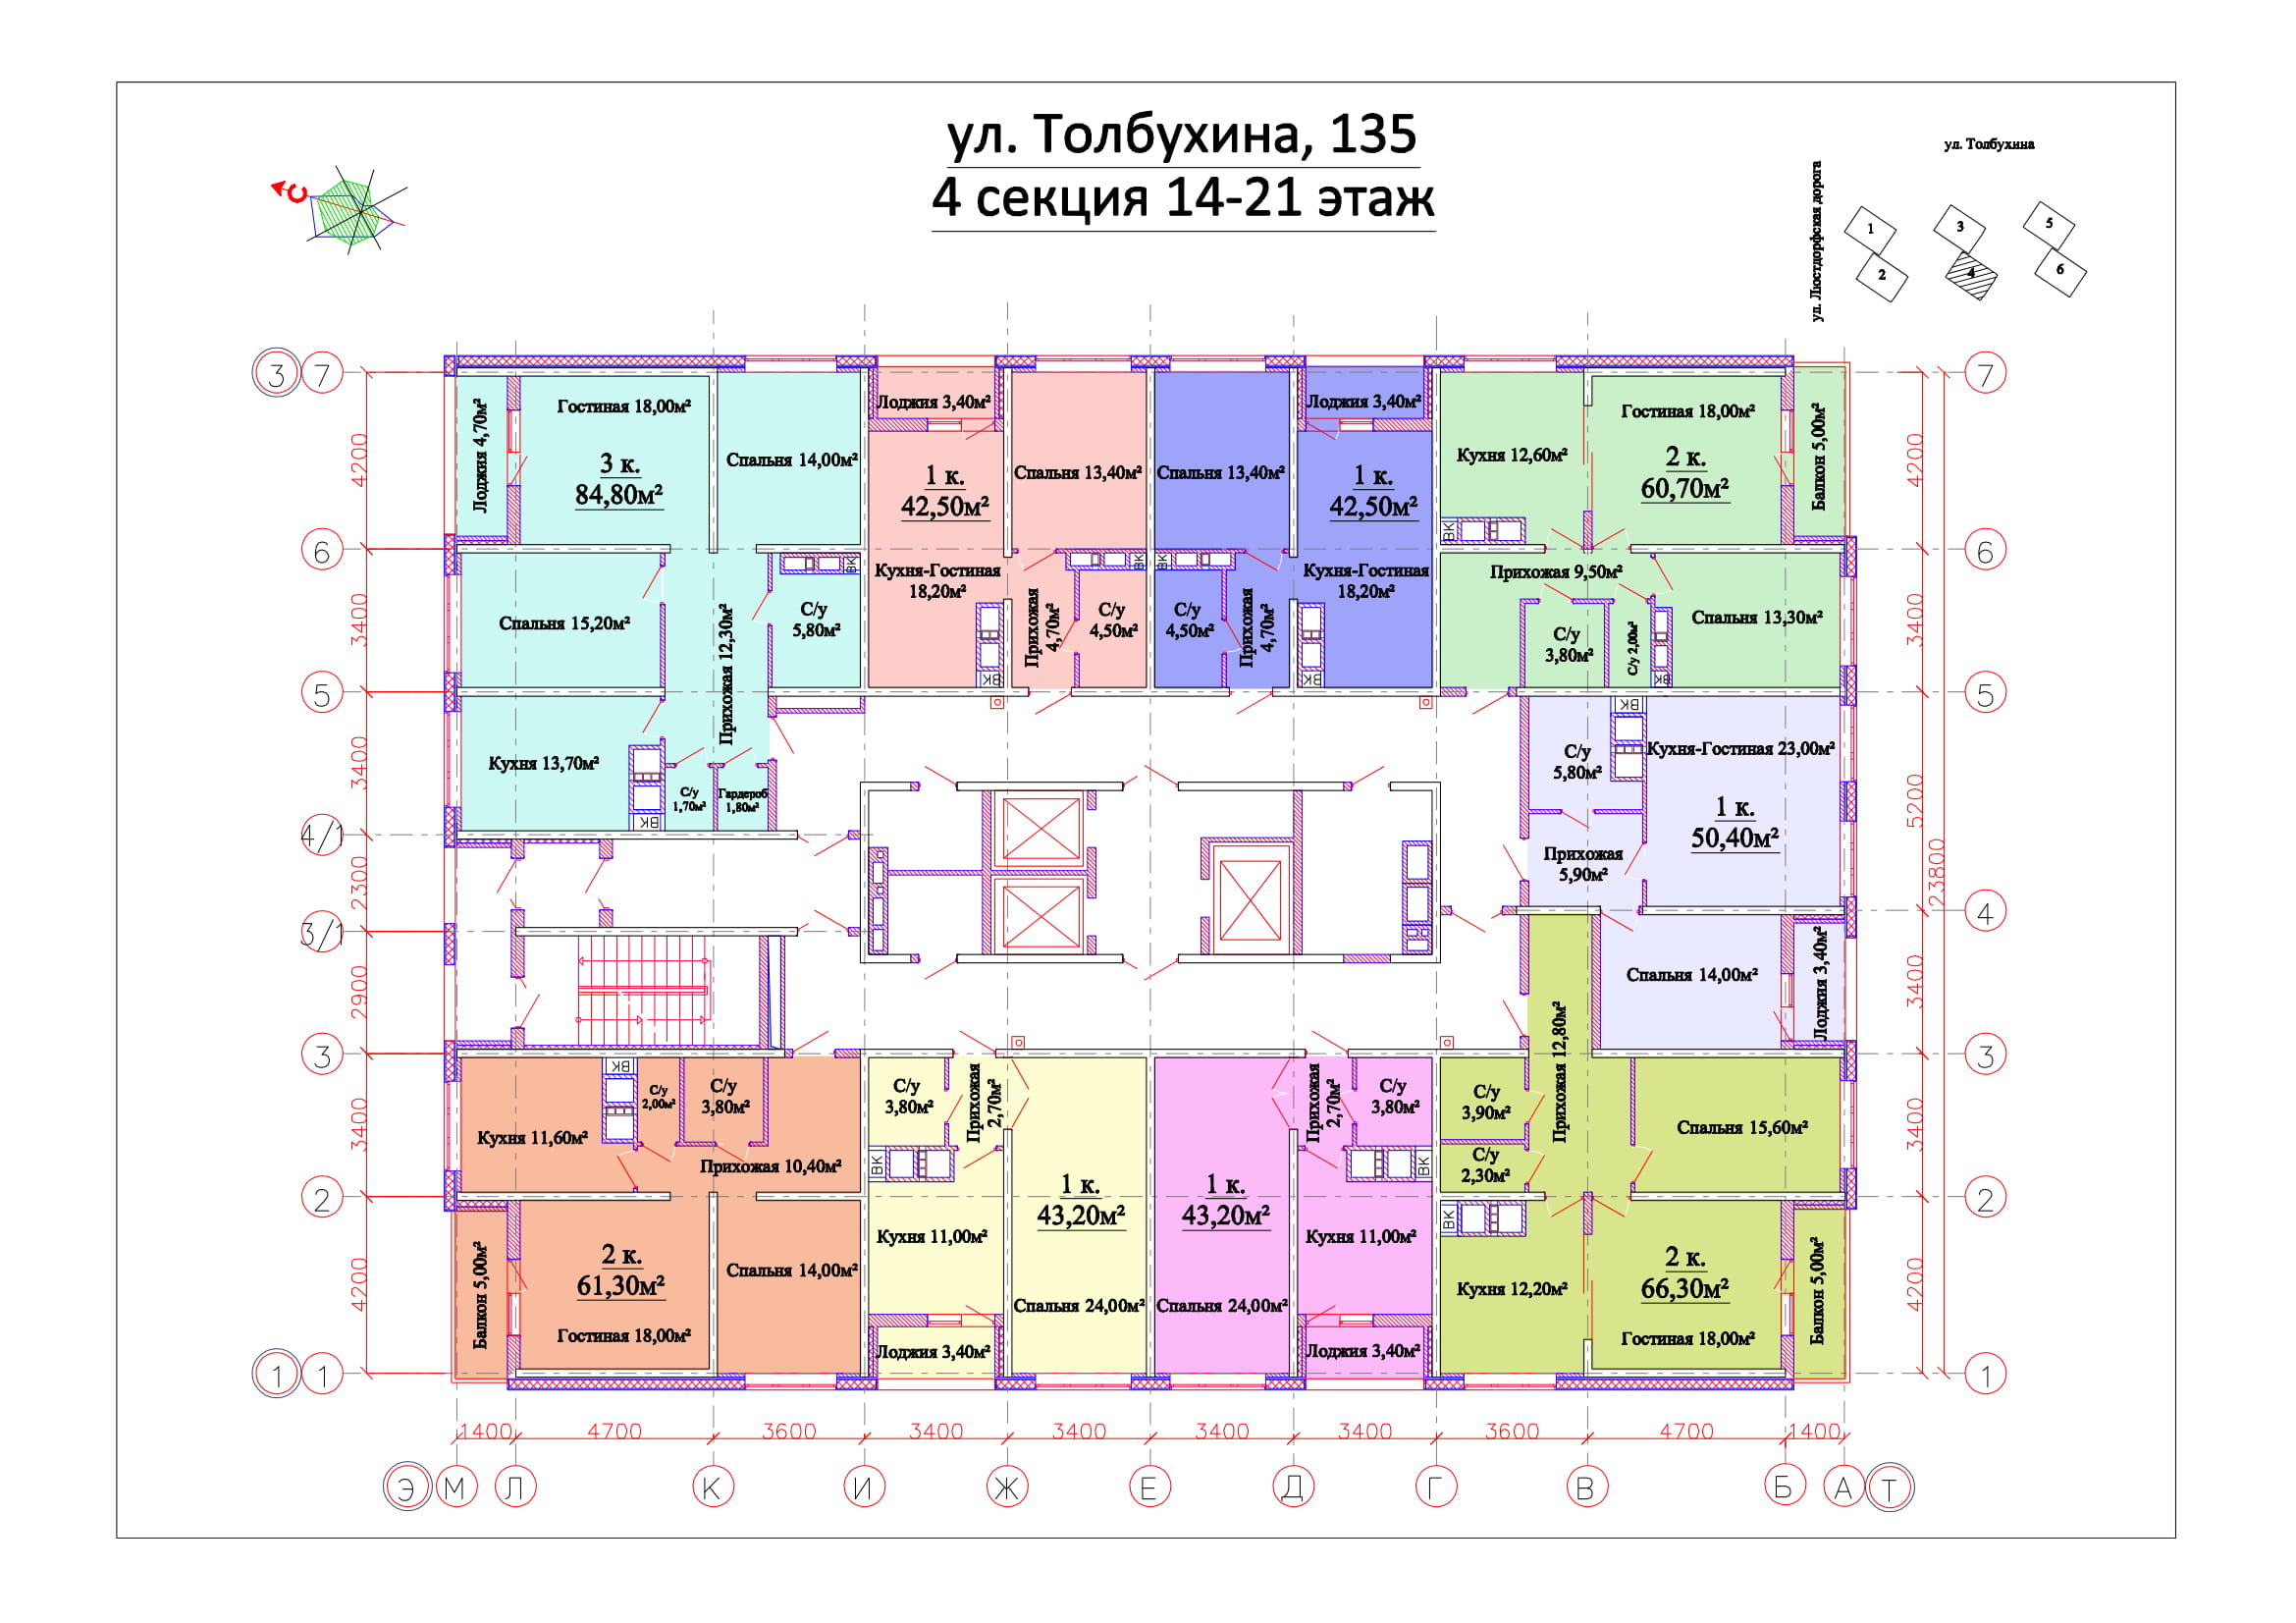 ул. Толбухина, 135
4 секция 14-21 этаж
С
ул. Толбухина
ул. Люстдорфская дорога
1
2
3
4
5
6
3
7
6
5
4/1
3/1
3
2
1
1
4200
3400
3400
2300
2900
3400
4200
Лоджия 4,70м²
Гостиная 18,00м²
3 к.
84,80м²
Спальня 14,00м²
Спальня 15,20м²
Прихожая 12,30м²
С/у
5,80м²
ВК
Кухня 13,70м²
ВК
С/у
1,70м²
Гардероб
1,80м²
Лоджия 3,40м²
1 к.
42,50м²
Спальня 13,40м²
Кухня-Гостиная
18,20м²
Прихожая
4,70м²
С/у
4,50м²
ВК
ВК
Лоджия 3,40м²
1 к.
42,50м²
Спальня 13,40м²
Кухня-Гостиная
18,20м²
Прихожая
4,70м²
С/у
4,50м²
ВК
ВК
Гостиная 18,00м²
2 к.
60,70м²
Кухня 12,60м²
Балкон 5,00м²
ВК
Прихожая 9,50м²
С/у
3,80м²
С/у 2,00м²
ВК
Спальня 13,30м²
ВК
С/у
5,80м²
Кухня-Гостиная 23,00м²
1 к.
50,40м²
Прихожая
5,90м²
Спальня 14,00м²
Лоджия 3,40м²
ВК
Кухня 11,60м²
С/у
2,00м²
С/у
3,80м²
Прихожая 10,40м²
2 к.
61,30м²
Гостиная 18,00м²
Спальня 14,00м²
Балкон 5,00м²
С/у
3,80м²
Прихожая
2,70м²
ВК
1 к.
43,20м²
Кухня 11,00м²
Спальня 24,00м²
Лоджия 3,40м²
Прихожая
2,70м²
С/у
3,80м²
ВК
1 к.
43,20м²
Кухня 11,00м²
Спальня 24,00м²
Лоджия 3,40м²
Прихожая 12,80м²
С/у
3,90м²
С/у
2,30м²
Спальня 15,60м²
ВК
2 к.
66,30м²
Кухня 12,20м²
Гостиная 18,00м²
Балкон 5,00м²
4200
3400
5200
3400
3400
4200
23800
7
6
5
4
3
2
1
1400
4700
3600
3400
3400
3400
3400
3600
4700
1400
Э
М
Л
К
И
Ж
Е
Д
Г
В
Б
А
Т